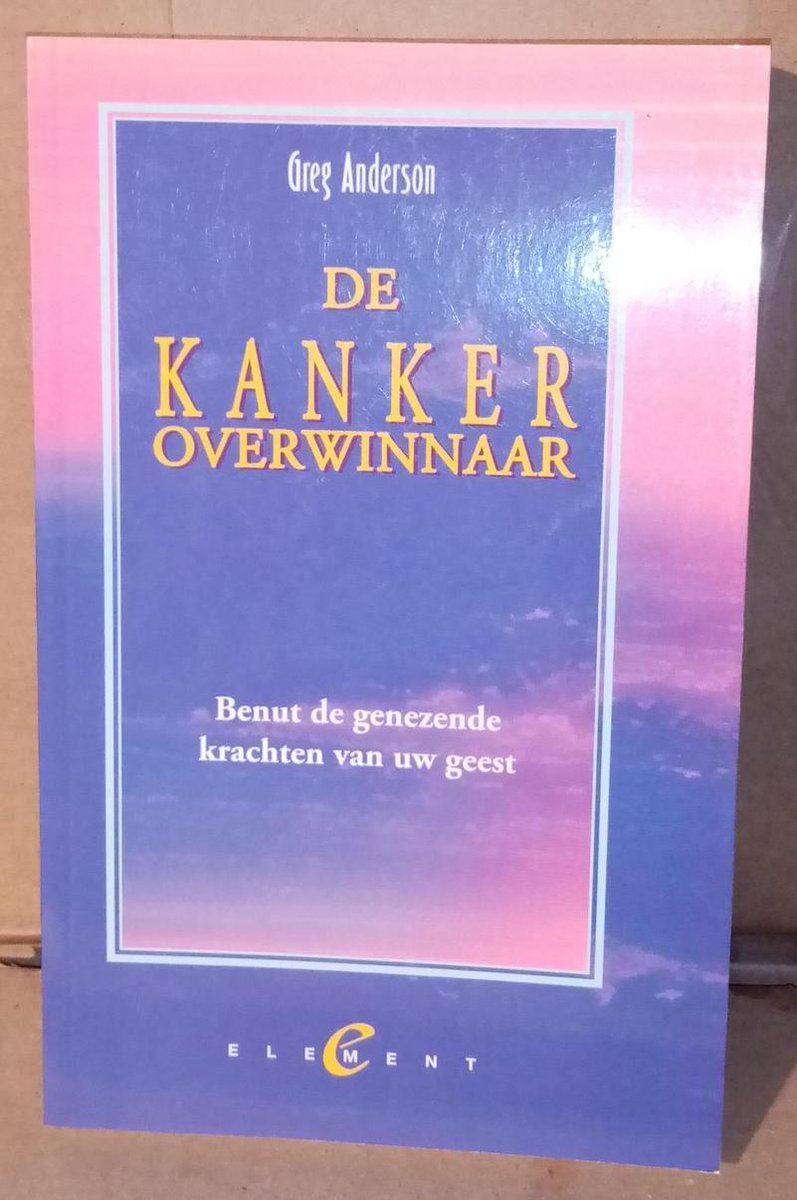 Greg Anderson
DE
KANKER
OVERWINNAAR
Benut de genezende
krachten van uw geest
ELEMENT